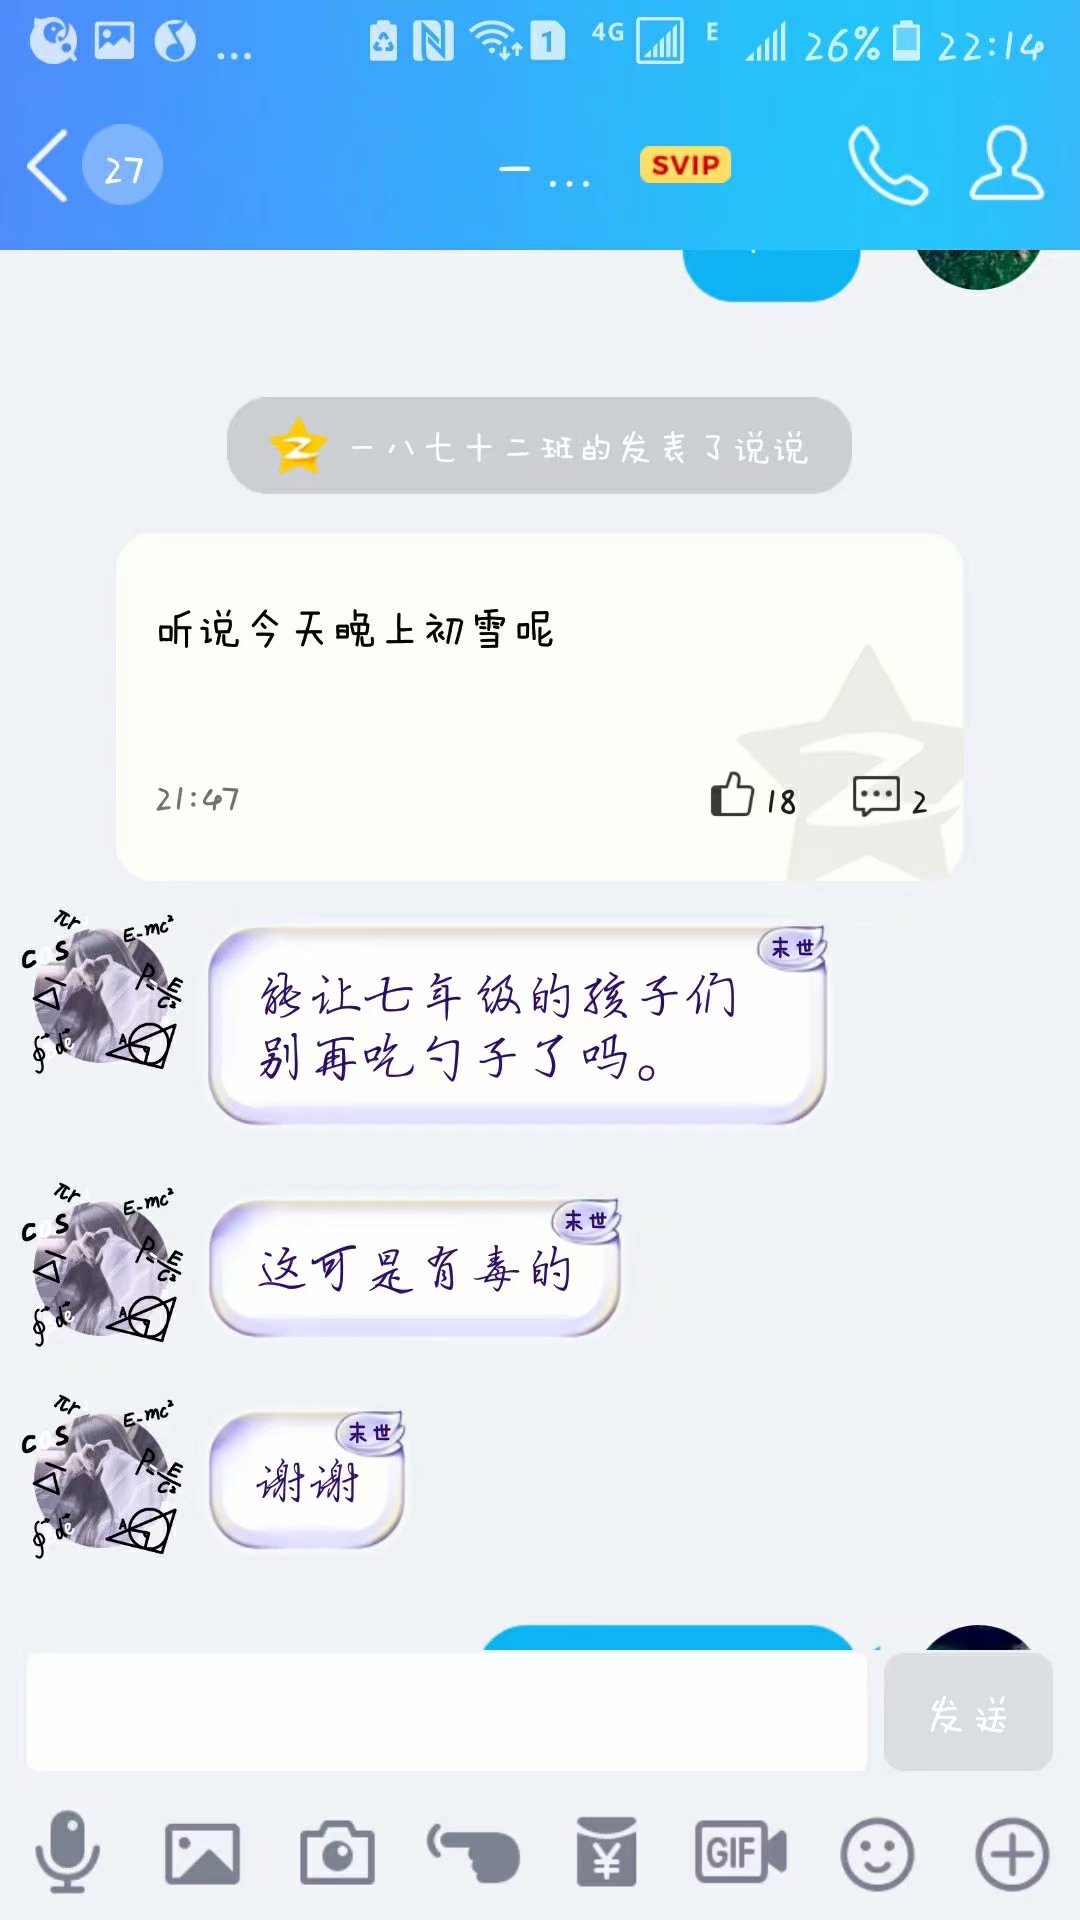 4G E 26% 22:14
27 一... SVIP
一八七十二班的发表了说说
听说今天晚上初雪呢
21:47 18 2
末世
能让七年级的孩子们
别再吃勺子了吗。
末世
这可是有毒的
末世
谢谢
发送
GIF